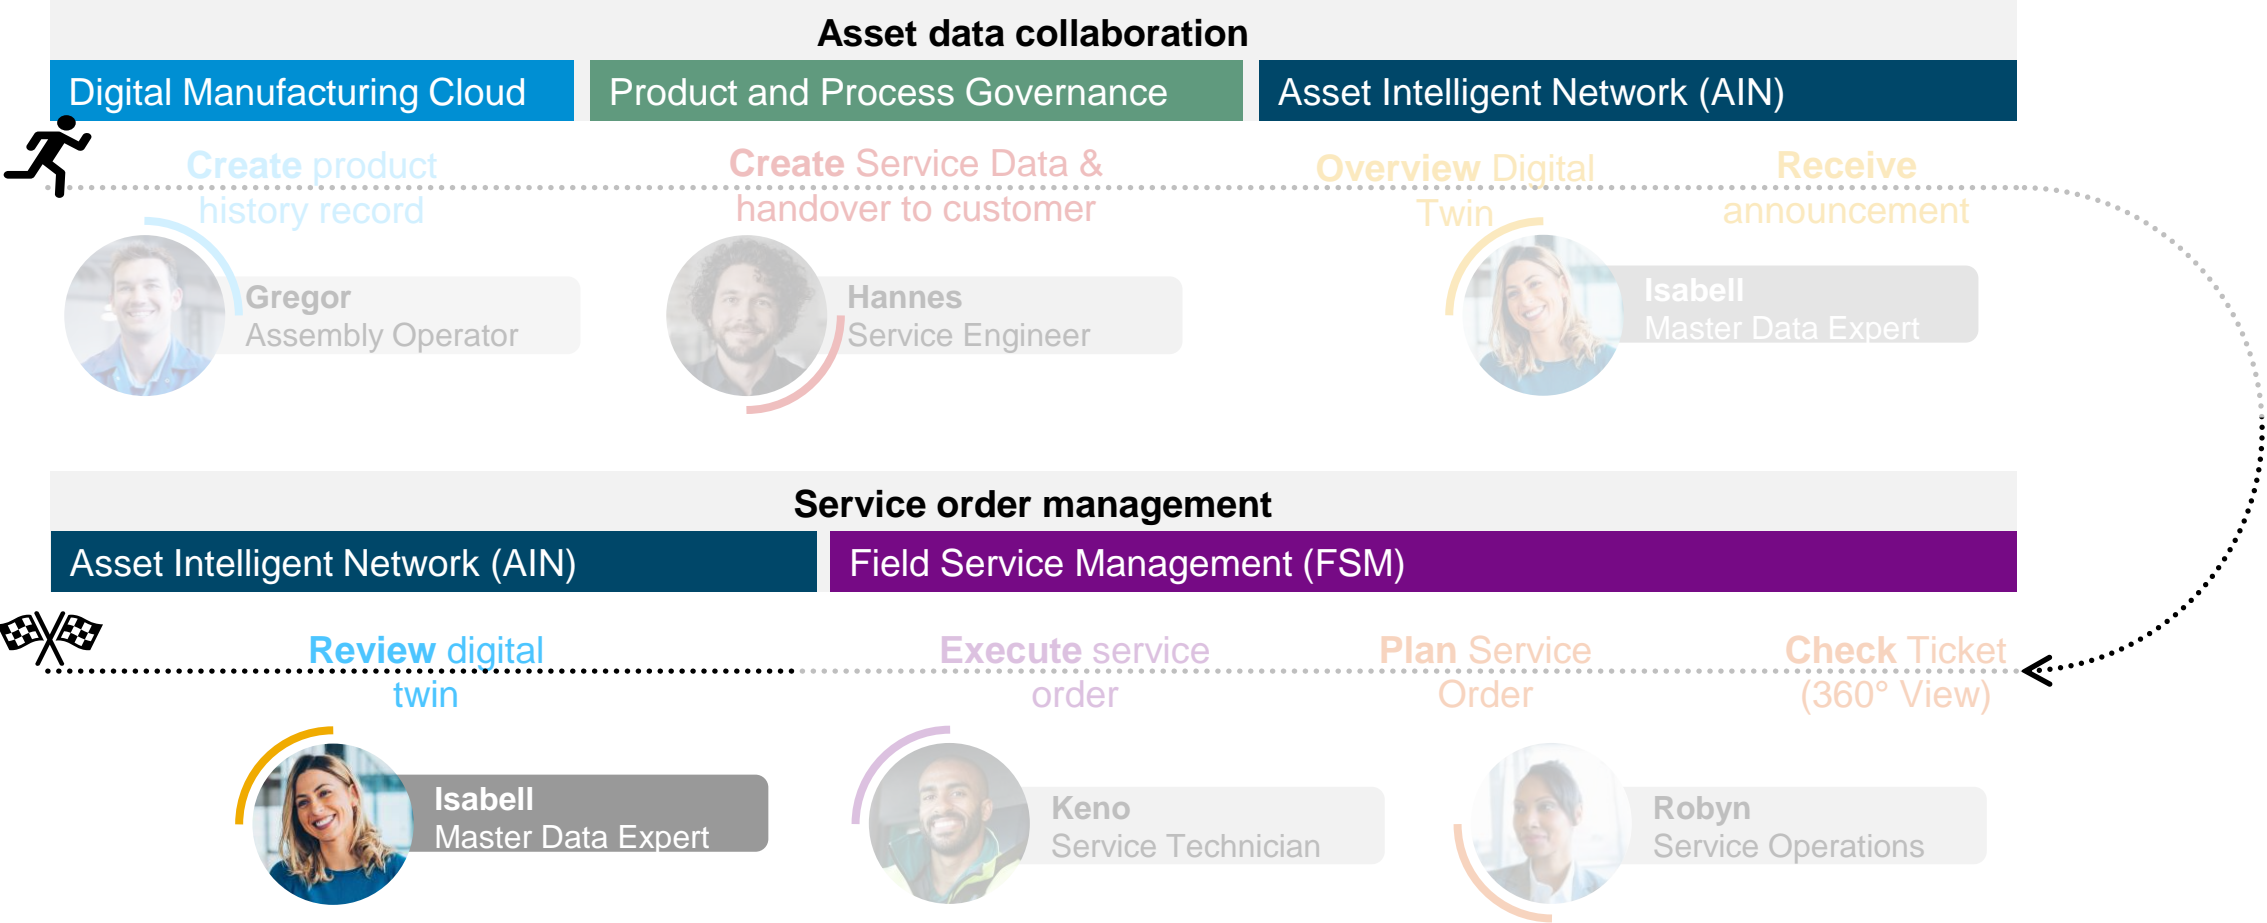 Asset data collaboration
Digital Manufacturing Cloud
Product and Process Governance
Asset Intelligent Network (AIN)
Create product
history record
Create Service Data &
handover to customer
Overview Digital
Twin
Receive
announcement
Gregor
Assembly Operator
Hannes
Service Engineer
Isabell
Master Data Expert
Service order management
Asset Intelligent Network (AIN)
Field Service Management (FSM)
Review digital
twin
Execute service
order
Plan Service
Order
Check Ticket
(360° View)
Isabell
Master Data Expert
Keno
Service Technician
Robyn
Service Operations